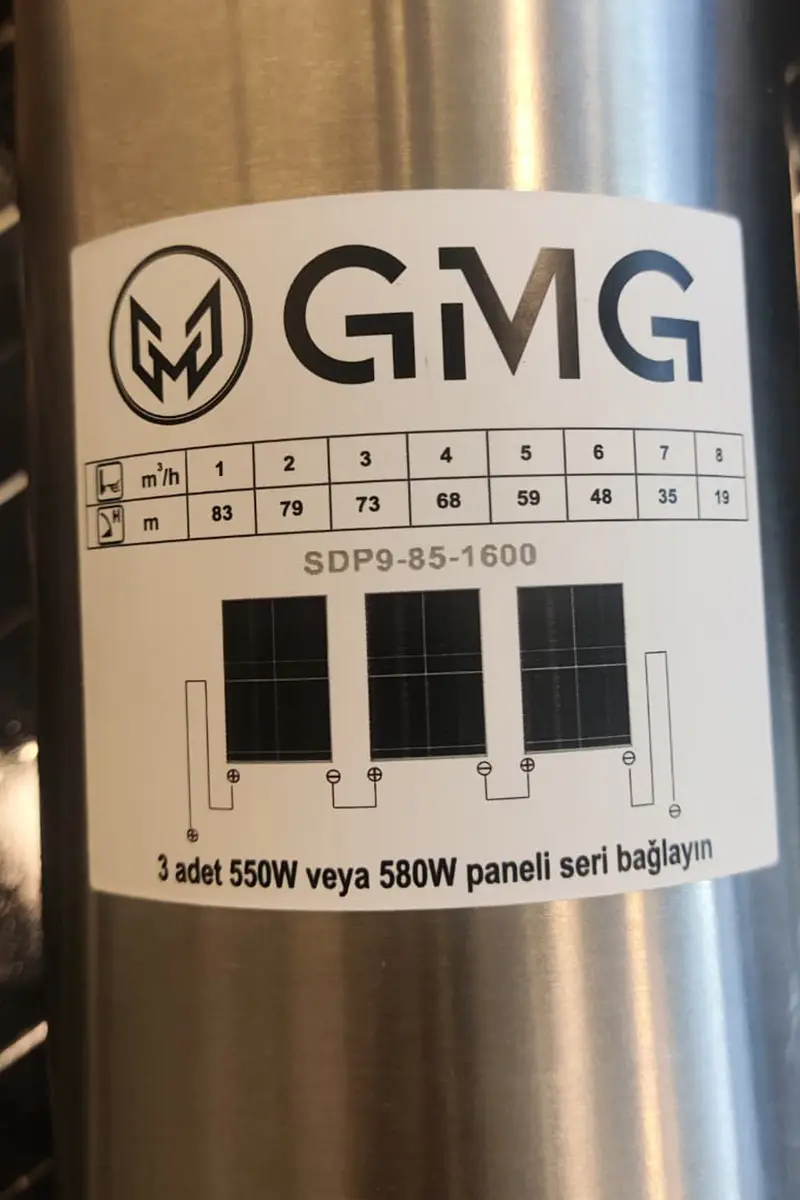 GMG
m³/h 1 2 3 4 5 6 7 8
H m 83 79 73 68 59 48 35 19
SDP9-85-1600
3 adet 550W veya 580W paneli seri bağlayın